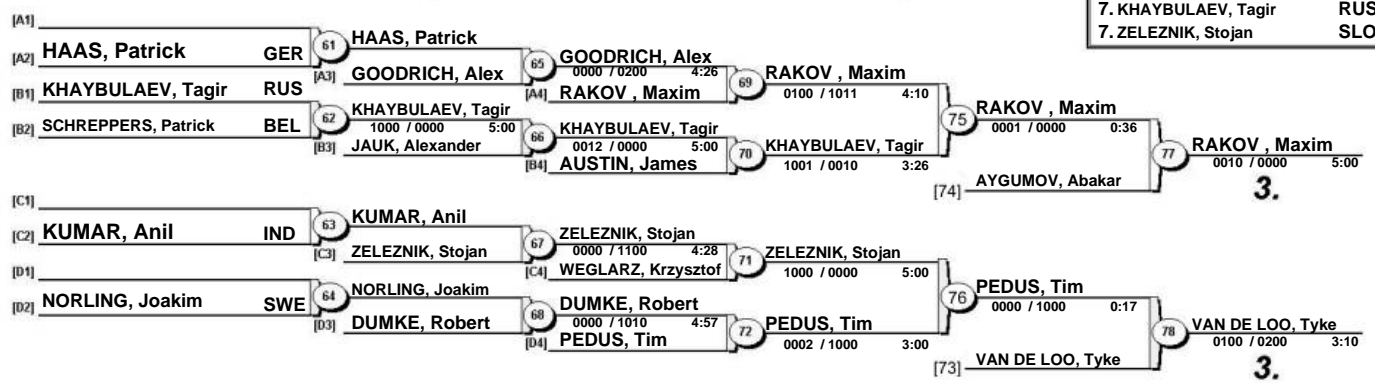 7. KHAYBULAEV, Tagir RUS
7. ZELEZNIK, Stojan SLO
[A1]
[A2] HAAS, Patrick GER
61
HAAS, Patrick
[A3] GOODRICH, Alex
65
GOODRICH, Alex
0000 / 0200 4:26
[A4] RAKOV , Maxim
69
RAKOV , Maxim
0100 / 1011 4:10
[B1] KHAYBULAEV, Tagir RUS
[B2] SCHREPPERS, Patrick BEL
62
KHAYBULAEV, Tagir
1000 / 0000 5:00
[B3] JAUK, Alexander
66
KHAYBULAEV, Tagir
0012 / 0000 5:00
[B4] AUSTIN, James
70
KHAYBULAEV, Tagir
1001 / 0010 3:26
75
RAKOV , Maxim
0001 / 0000 0:36
[74] AYGUMOV, Abakar
77
RAKOV , Maxim
0010 / 0000 5:00
3.
[C1]
[C2] KUMAR, Anil IND
63
KUMAR, Anil
[C3] ZELEZNIK, Stojan
67
ZELEZNIK, Stojan
0000 / 1100 4:28
[C4] WEGLARZ, Krzysztof
71
ZELEZNIK, Stojan
1000 / 0000 5:00
[D1]
[D2] NORLING, Joakim SWE
64
NORLING, Joakim
[D3] DUMKE, Robert
68
DUMKE, Robert
0000 / 1010 4:57
[D4] PEDUS, Tim
72
PEDUS, Tim
0002 / 1000 3:00
76
PEDUS, Tim
0000 / 1000 0:17
[73] VAN DE LOO, Tyke
78
VAN DE LOO, Tyke
0100 / 0200 3:10
3.